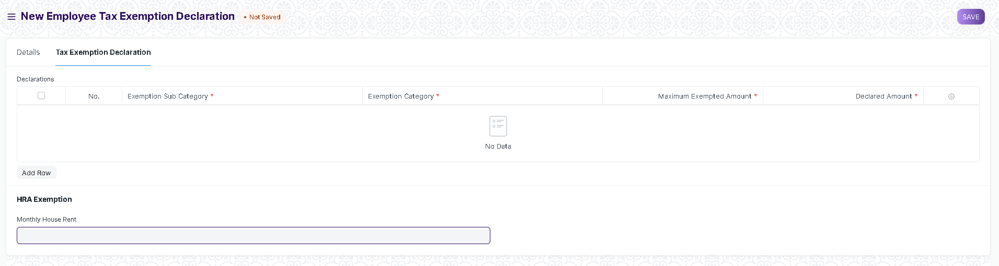 New Employee Tax Exemption Declaration • Not Saved SAVE
Details Tax Exemption Declaration
Declarations
No. Exemption Sub Category * Exemption Category * Maximum Exempted Amount * Declared Amount *
No Data
Add Row
HRA Exemption
Monthly House Rent